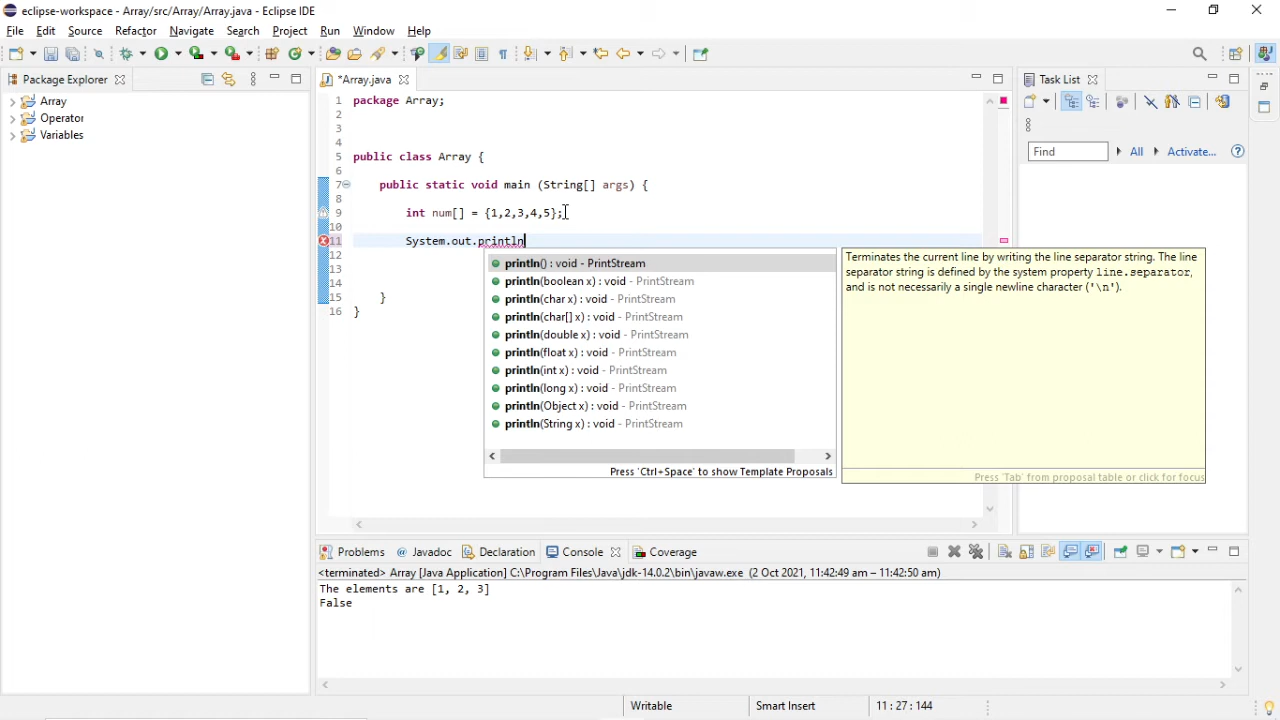 eclipse-workspace - Array/src/Array/Array.java - Eclipse IDE
File Edit Source Refactor Navigate Search Project Run Window Help
Package Explorer
Array
Operator
Variables
*Array.java
1 package Array;
2
3
4
5 public class Array {
6
7 public static void main (String[] args) {
8
9 int num[] = {1,2,3,4,5};
10
11 System.out.println
12
13
14
15 }
16 }
println() : void - PrintStream
println(boolean x) : void - PrintStream
println(char x) : void - PrintStream
println(char[] x) : void - PrintStream
println(double x) : void - PrintStream
println(float x) : void - PrintStream
println(int x) : void - PrintStream
println(long x) : void - PrintStream
println(Object x) : void - PrintStream
println(String x) : void - PrintStream
Press 'Ctrl+Space' to show Template Proposals
Terminates the current line by writing the line separator string. The line
separator string is defined by the system property line.separator,
and is not necessarily a single newline character ('\n').
Press 'Tab' from proposal table or click for focus
Task List
Find All Activate...
Problems Javadoc Declaration Console Coverage
<terminated> Array [Java Application] C:\Program Files\Java\jdk-14.0.2\bin\javaw.exe (2 Oct 2021, 11:42:49 am – 11:42:50 am)
The elements are [1, 2, 3]
False
Writable Smart Insert 11 : 27 : 144